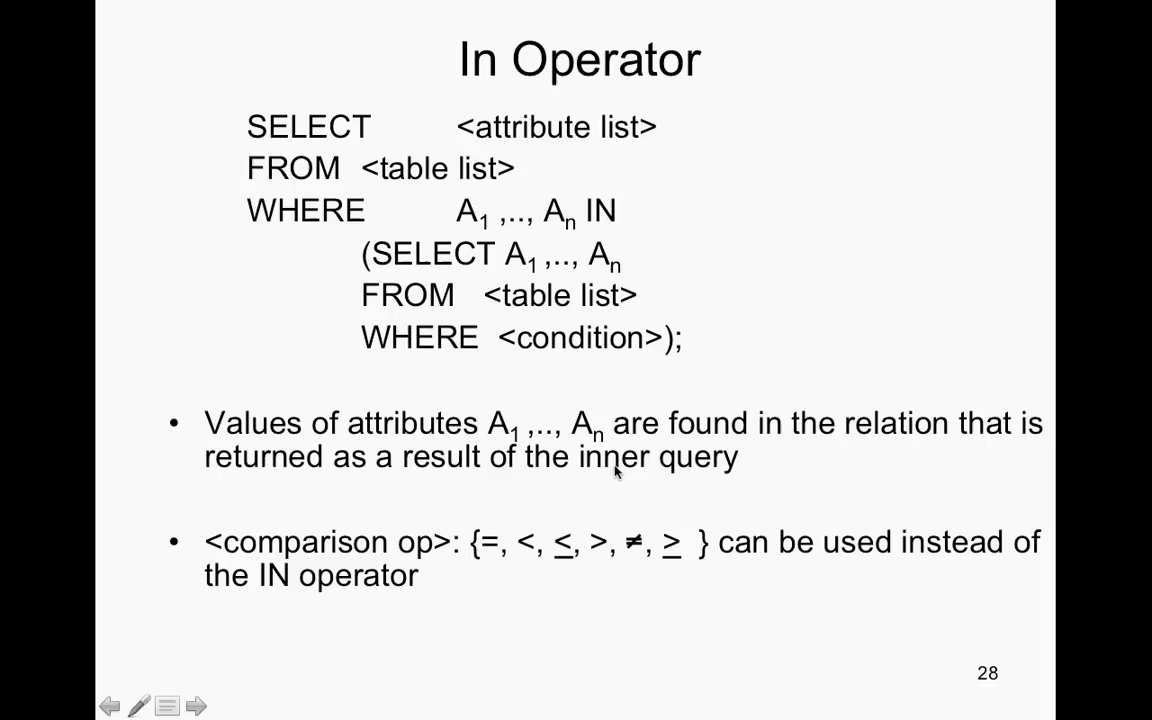 In Operator
SELECT <attribute list>
FROM <table list>
WHERE A1 ,.., An IN
(SELECT A1 ,.., An
FROM <table list>
WHERE <condition>);
• Values of attributes A1 ,.., An are found in the relation that is
returned as a result of the inner query
• <comparison op>: {=, <, ≤, >, ≠, ≥ } can be used instead of
the IN operator
28